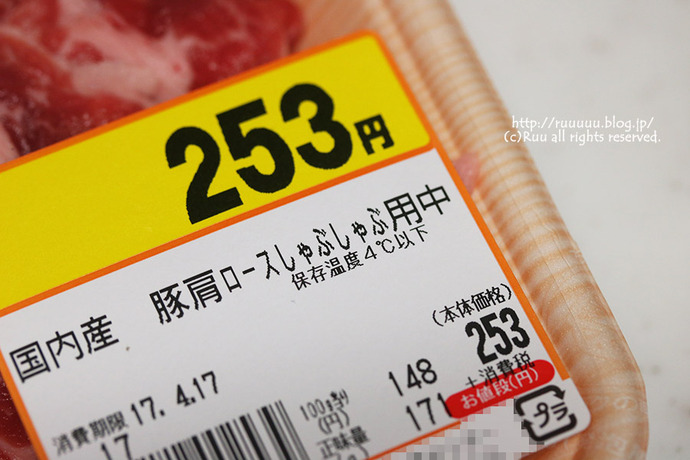 http://ruuuuu.blog.jp/
(c)Ruu all rights reserved.
253円
国内産 豚肩ロースしゃぶしゃぶ用中
保存温度4℃以下
(本体価格)
253
+消費税
お値段(円)
消費期限 17.4.17
100g当り(円) 148
正味量 171
プラ
17